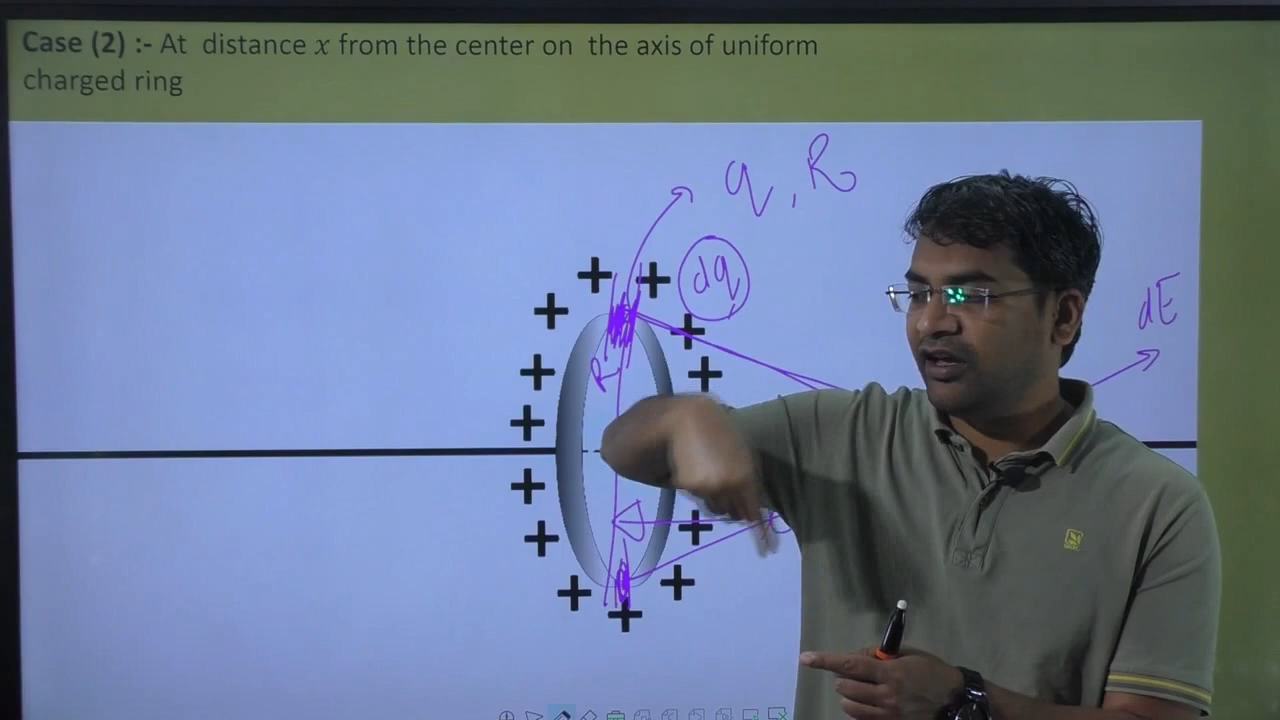 Case (2) :- At distance x from the center on the axis of uniform
charged ring
q, R
dq
dE
R